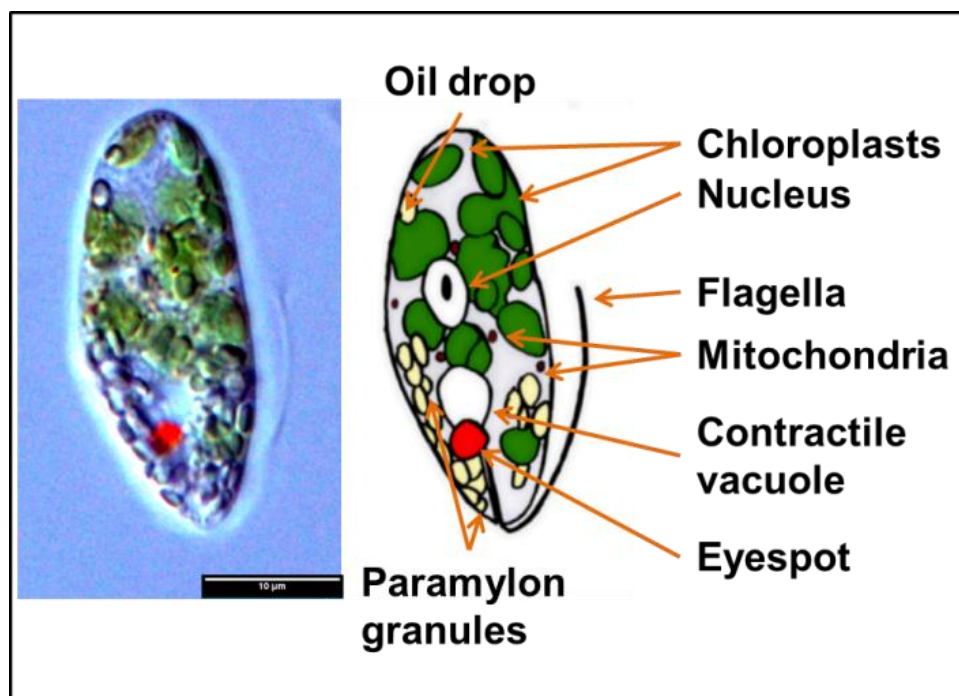 Oil drop
Chloroplasts
Nucleus
Flagella
Mitochondria
Contractile
vacuole
Eyespot
Paramylon
granules
10 µm